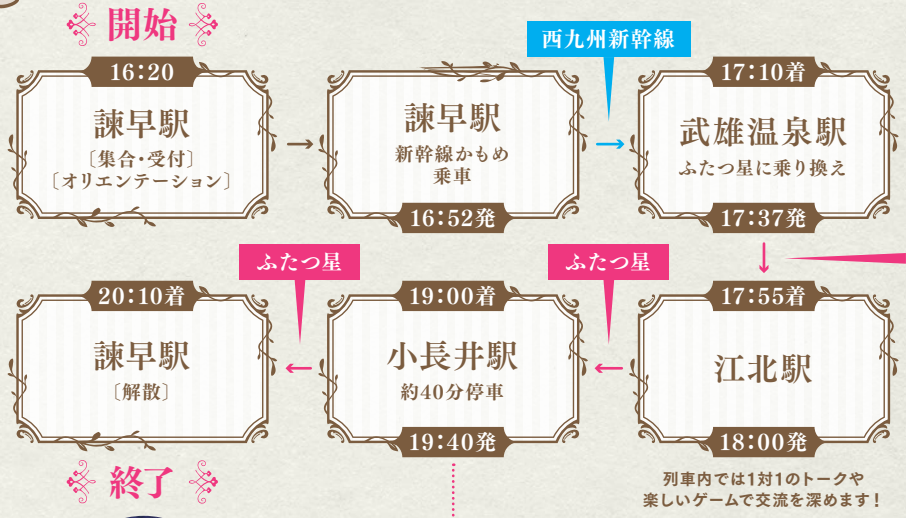 開始
16:20
諫早駅
〔集合・受付〕
〔オリエンテーション〕
→
諫早駅
新幹線かもめ
乗車
16:52発
西九州新幹線
→
17:10着
武雄温泉駅
ふたつ星に乗り換え
17:37発
↓
17:55着
江北駅
18:00発
列車内では1対1のトークや
楽しいゲームで交流を深めます!
ふたつ星
←
19:00着
小長井駅
約40分停車
19:40発
ふたつ星
←
20:10着
諫早駅
〔解散〕
終了